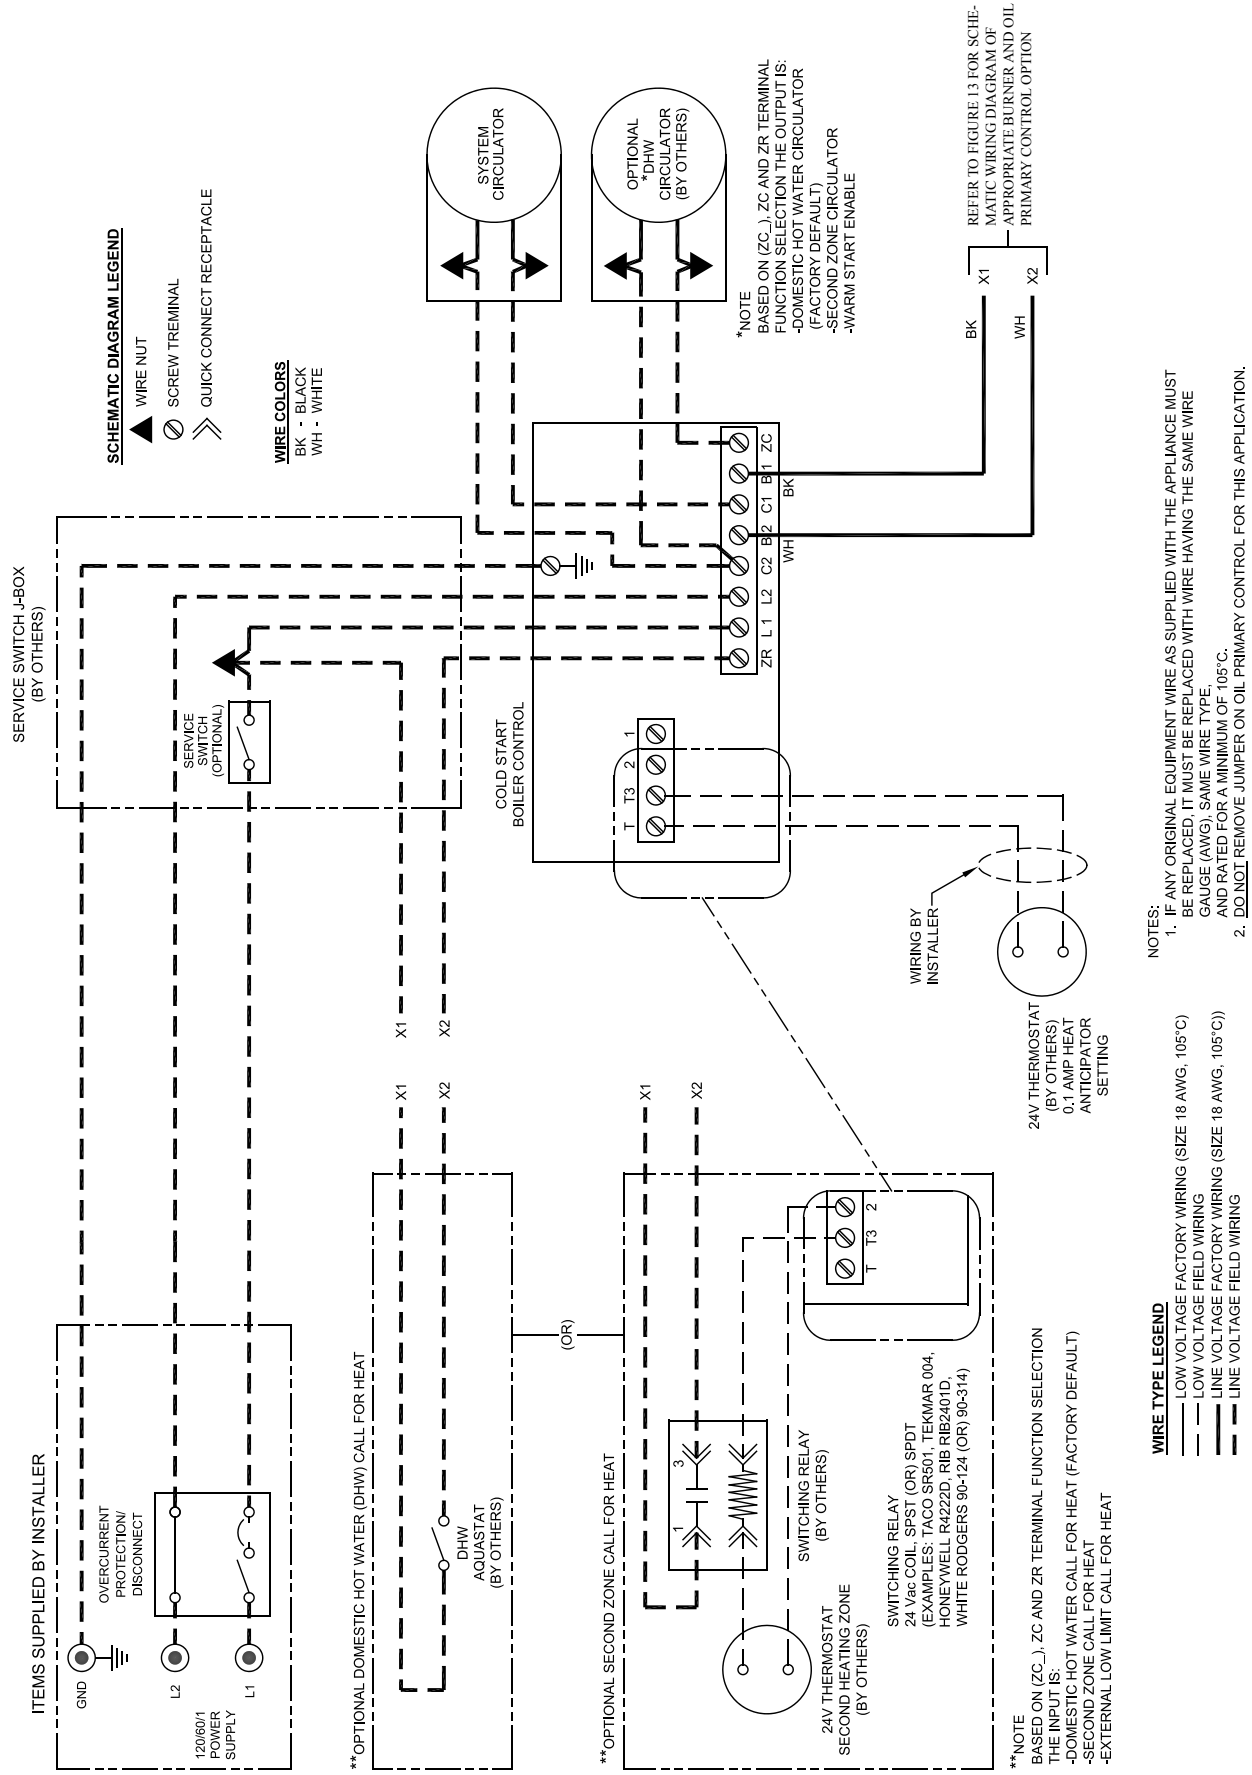 ITEMS SUPPLIED BY INSTALLER
OVERCURRENT
PROTECTION/
DISCONNECT
GND
L2
L1
120/60/1
POWER
SUPPLY
SERVICE SWITCH J-BOX
(BY OTHERS)
SERVICE
SWITCH
(OPTIONAL)
SCHEMATIC DIAGRAM LEGEND
WIRE NUT
SCREW TREMINAL
QUICK CONNECT RECEPTACLE
WIRE COLORS
BK - BLACK
WH - WHITE
**OPTIONAL DOMESTIC HOT WATER (DHW) CALL FOR HEAT
DHW
AQUASTAT
(BY OTHERS)
X1
X2
X1
X2
(OR)
COLD START
BOILER CONTROL
T
T3
2
1
ZR
L1
L2
C2
B2
C1
B1
ZC
WH
BK
SYSTEM
CIRCULATOR
OPTIONAL
*DHW
CIRCULATOR
(BY OTHERS)
*NOTE
BASED ON (ZC_), ZC AND ZR TERMINAL
FUNCTION SELECTION THE OUTPUT IS:
-DOMESTIC HOT WATER CIRCULATOR
(FACTORY DEFAULT)
-SECOND ZONE CIRCULATOR
-WARM START ENABLE
BK
WH
X1
X2
REFER TO FIGURE 13 FOR SCHE-
MATIC WIRING DIAGRAM OF
APPROPRIATE BURNER AND OIL
PRIMARY CONTROL OPTION
**OPTIONAL SECOND ZONE CALL FOR HEAT
X1
X2
1
3
SWITCHING RELAY
(BY OTHERS)
24V THERMOSTAT
SECOND HEATING ZONE
(BY OTHERS)
T
T3
2
SWITCHING RELAY
24 Vac COIL, SPST (OR) SPDT
(EXAMPLES: TACO SR501, TEKMAR 004,
HONEYWELL R4222D, RIB RIB2401D,
WHITE RODGERS 90-124 (OR) 90-314)
WIRING BY
INSTALLER
24V THERMOSTAT
(BY OTHERS)
0.1 AMP HEAT
ANTICIPATOR
SETTING
**NOTE
BASED ON (ZC_), ZC AND ZR TERMINAL FUNCTION SELECTION
THE INPUT IS:
-DOMESTIC HOT WATER CALL FOR HEAT (FACTORY DEFAULT)
-SECOND ZONE CALL FOR HEAT
-EXTERNAL LOW LIMIT CALL FOR HEAT
WIRE TYPE LEGEND
LOW VOLTAGE FACTORY WIRING (SIZE 18 AWG, 105°C)
LOW VOLTAGE FIELD WIRING
LINE VOLTAGE FACTORY WIRING (SIZE 18 AWG, 105°C))
LINE VOLTAGE FIELD WIRING
NOTES:
1. IF ANY ORIGINAL EQUIPMENT WIRE AS SUPPLIED WITH THE APPLIANCE MUST
BE REPLACED, IT MUST BE REPLACED WITH WIRE HAVING THE SAME WIRE
GAUGE (AWG), SAME WIRE TYPE,
AND RATED FOR A MINIMUM OF 105°C.
2. DO NOT REMOVE JUMPER ON OIL PRIMARY CONTROL FOR THIS APPLICATION.